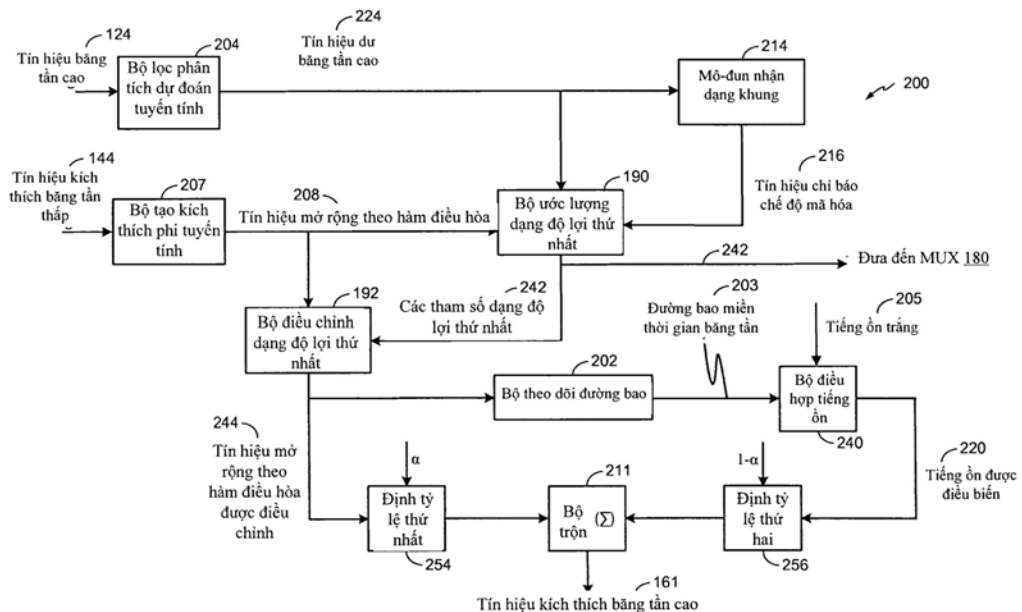 124
Tín hiệu băng
tần cao
204
Bộ lọc phân
tích dự đoán
tuyến tính
224
Tín hiệu dư
băng tần cao
214
Mô-đun nhận
dạng khung
200
144
Tín hiệu kích
thích băng tần
thấp
207
Bộ tạo kích
thích phi tuyến
tính
208
Tín hiệu mở rộng theo hàm điều hòa
190
Bộ ước lượng
dạng độ lợi thứ
nhất
216
Tín hiệu chỉ báo
chế độ mã hóa
242
Đưa đến MUX 180
192
Bộ điều chỉnh
dạng độ lợi thứ
nhất
242
Các tham số dạng độ
lợi thứ nhất
203
Đường bao miền
thời gian băng tần
205
Tiếng ồn trắng
202
Bộ theo dõi đường bao
Bộ điều
hợp tiếng
ồn
240
244
Tín hiệu mở
rộng theo
hàm điều hòa
được điều
chỉnh
α
Định tỷ
lệ thứ
nhất
254
211
Bộ
trộn (Σ)
1-α
Định tỷ
lệ thứ
hai
256
220
Tiếng ồn được
điều biến
161
Tín hiệu kích thích băng tần cao